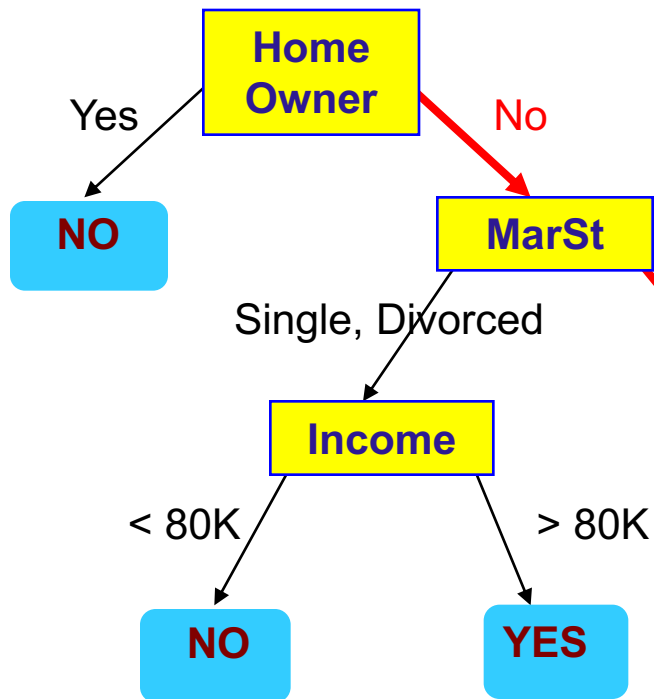 Home
Owner
Yes
No
NO
MarSt
Single, Divorced
Income
< 80K
> 80K
NO
YES